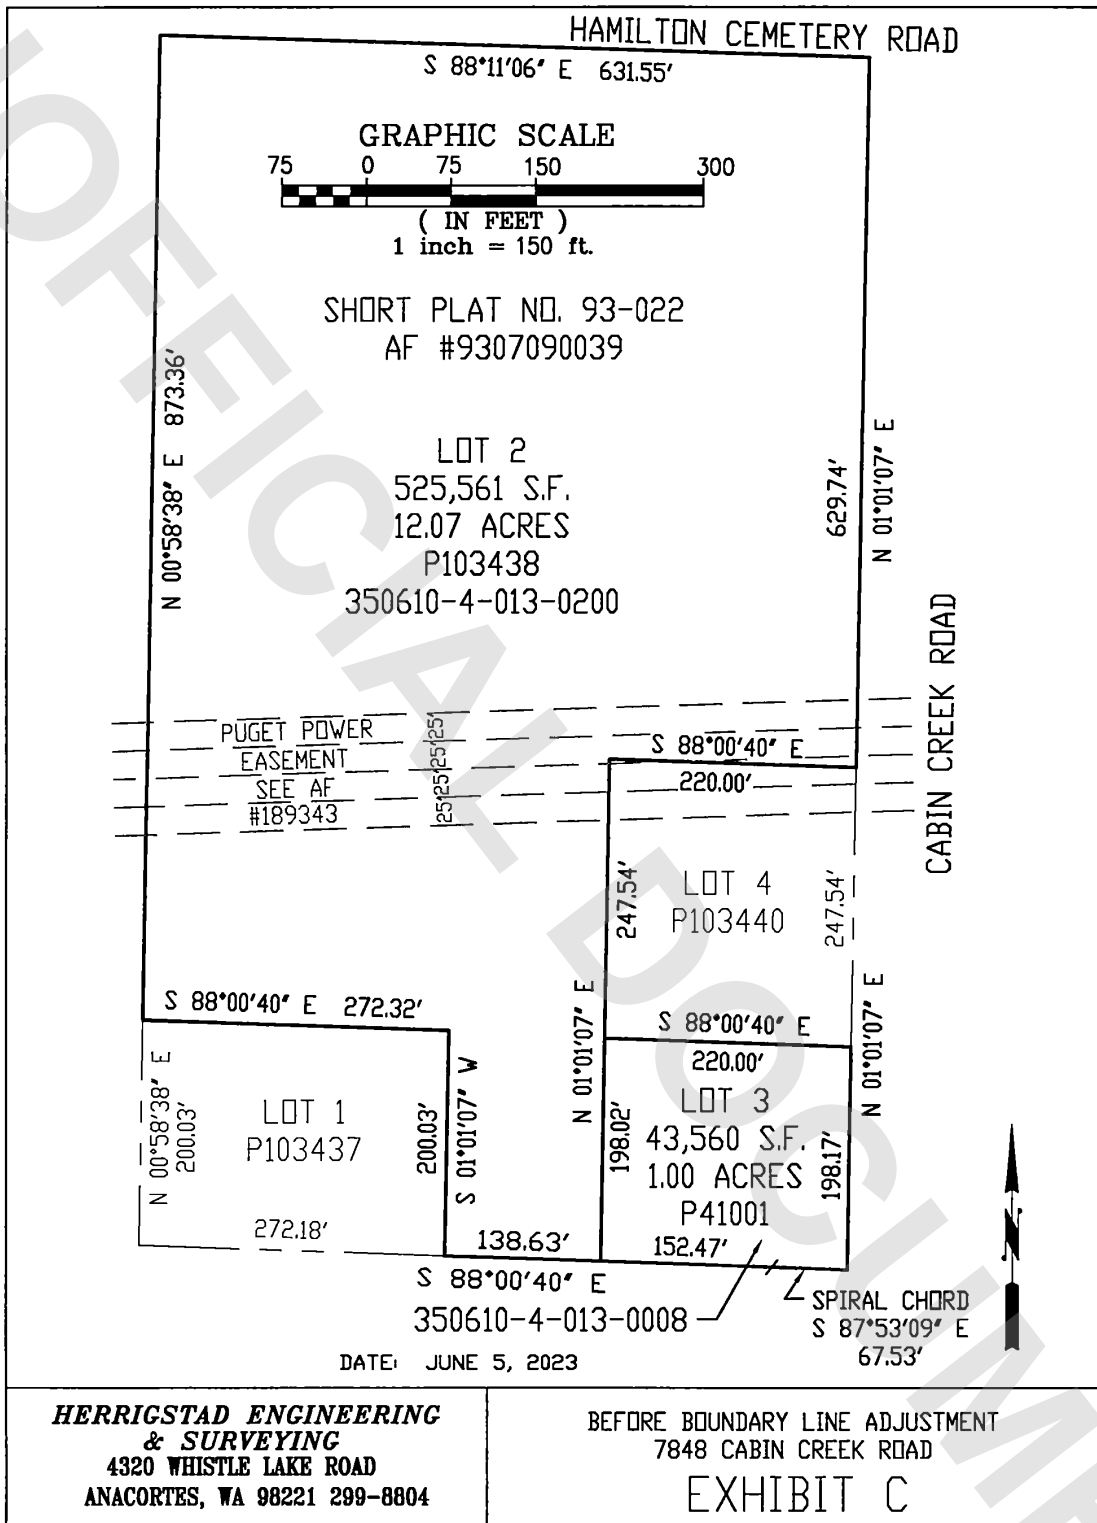 HAMILTON CEMETERY ROAD
S 88°11'06" E 631.55'
GRAPHIC SCALE
75 0 75 150 300
( IN FEET )
1 inch = 150 ft.
SHORT PLAT NO. 93-022
AF #9307090039
N 00°58'38" E 873.36'
LOT 2
525,561 S.F.
12.07 ACRES
P103438
350610-4-013-0200
629.74'
N 01°01'07" E
CABIN CREEK ROAD
PUGET POWER
EASEMENT
SEE AF
#189343
25'25'25'25'
S 88°00'40" E
220.00'
247.54'
LOT 4
P103440
247.54'
S 88°00'40" E 272.32'
N 01°01'07" E
S 88°00'40" E
220.00'
N 01°01'07" E
N 00°58'38" E
200.03'
LOT 1
P103437
200.03'
S 01°01'07" W
272.18'
198.02'
LOT 3
43,560 S.F.
1.00 ACRES
P41001
198.17'
138.63'
152.47'
S 88°00'40" E
350610-4-013-0008
SPIRAL CHORD
S 87°53'09" E
67.53'
N
DATE: JUNE 5, 2023
HERRIGSTAD ENGINEERING
& SURVEYING
4320 WHISTLE LAKE ROAD
ANACORTES, WA 98221 299-8804
BEFORE BOUNDARY LINE ADJUSTMENT
7848 CABIN CREEK ROAD
EXHIBIT C
OFFICIAL DOCUM